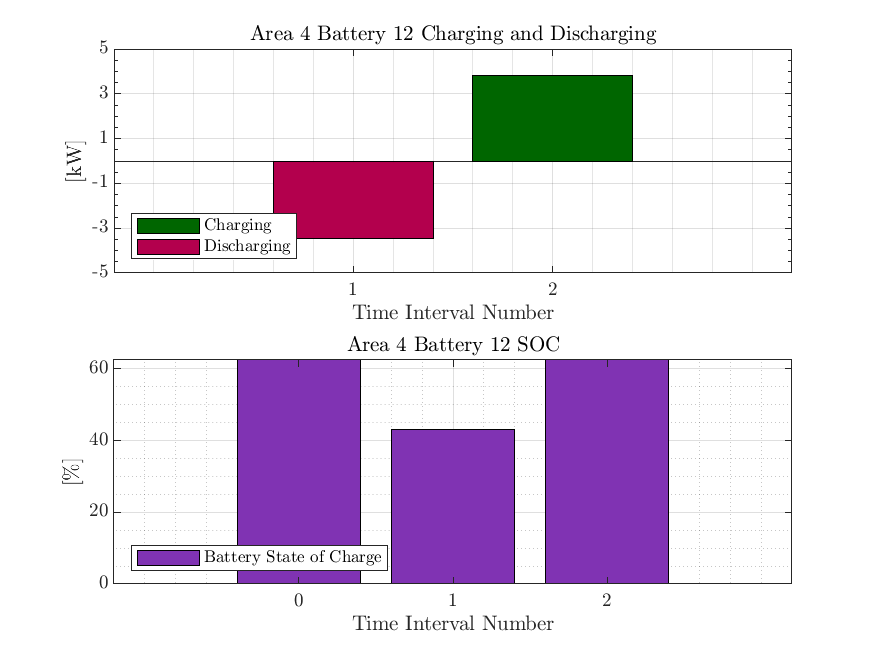 Area 4 Battery 12 Charging and Discharging
5
3
1
-1
-3
-5
[kW]
Charging
Discharging
1 2
Time Interval Number
Area 4 Battery 12 SOC
60
40
20
0
[%]
Battery State of Charge
0 1 2
Time Interval Number